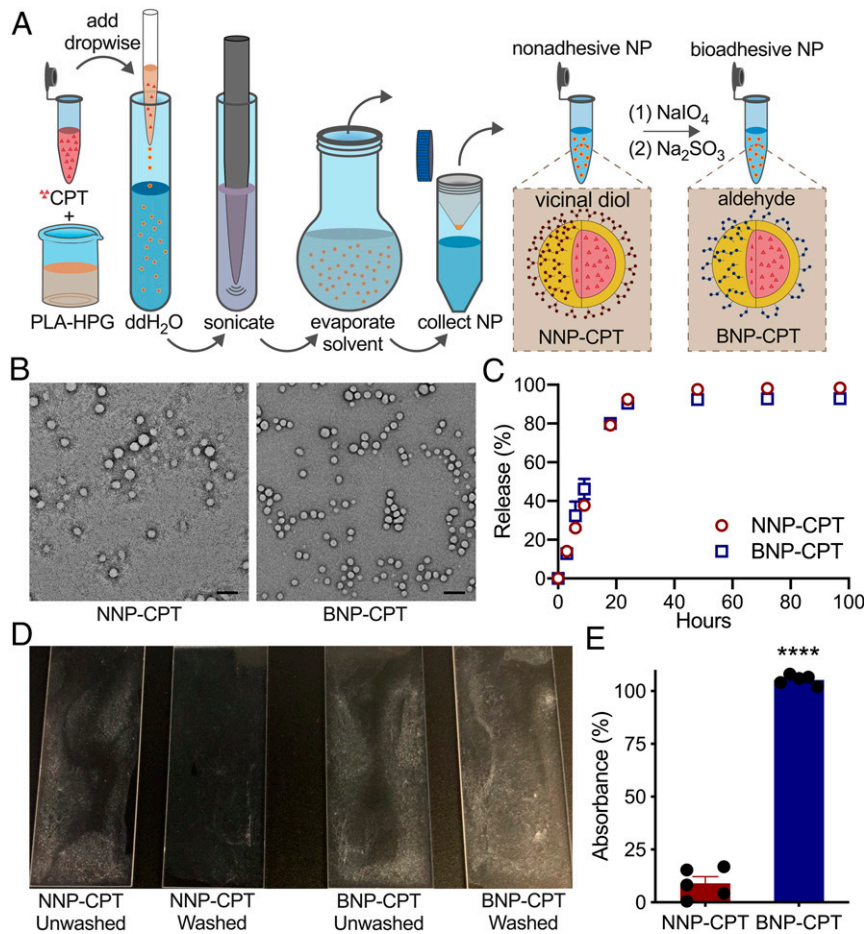 A
add
dropwise
CPT
+
PLA-HPG
ddH₂O
sonicate
evaporate
solvent
collect NP
nonadhesive NP
bioadhesive NP
(1) NaIO₄
(2) Na₂SO₃
vicinal diol
aldehyde
NNP-CPT
BNP-CPT
B
NNP-CPT
BNP-CPT
C
Release (%)
100
80
60
40
20
0
0 20 40 60 80 100
Hours
NNP-CPT
BNP-CPT
D
NNP-CPT
Unwashed
NNP-CPT
Washed
BNP-CPT
Unwashed
BNP-CPT
Washed
E
Absorbance (%)
100
75
50
25
0
****
NNP-CPT BNP-CPT